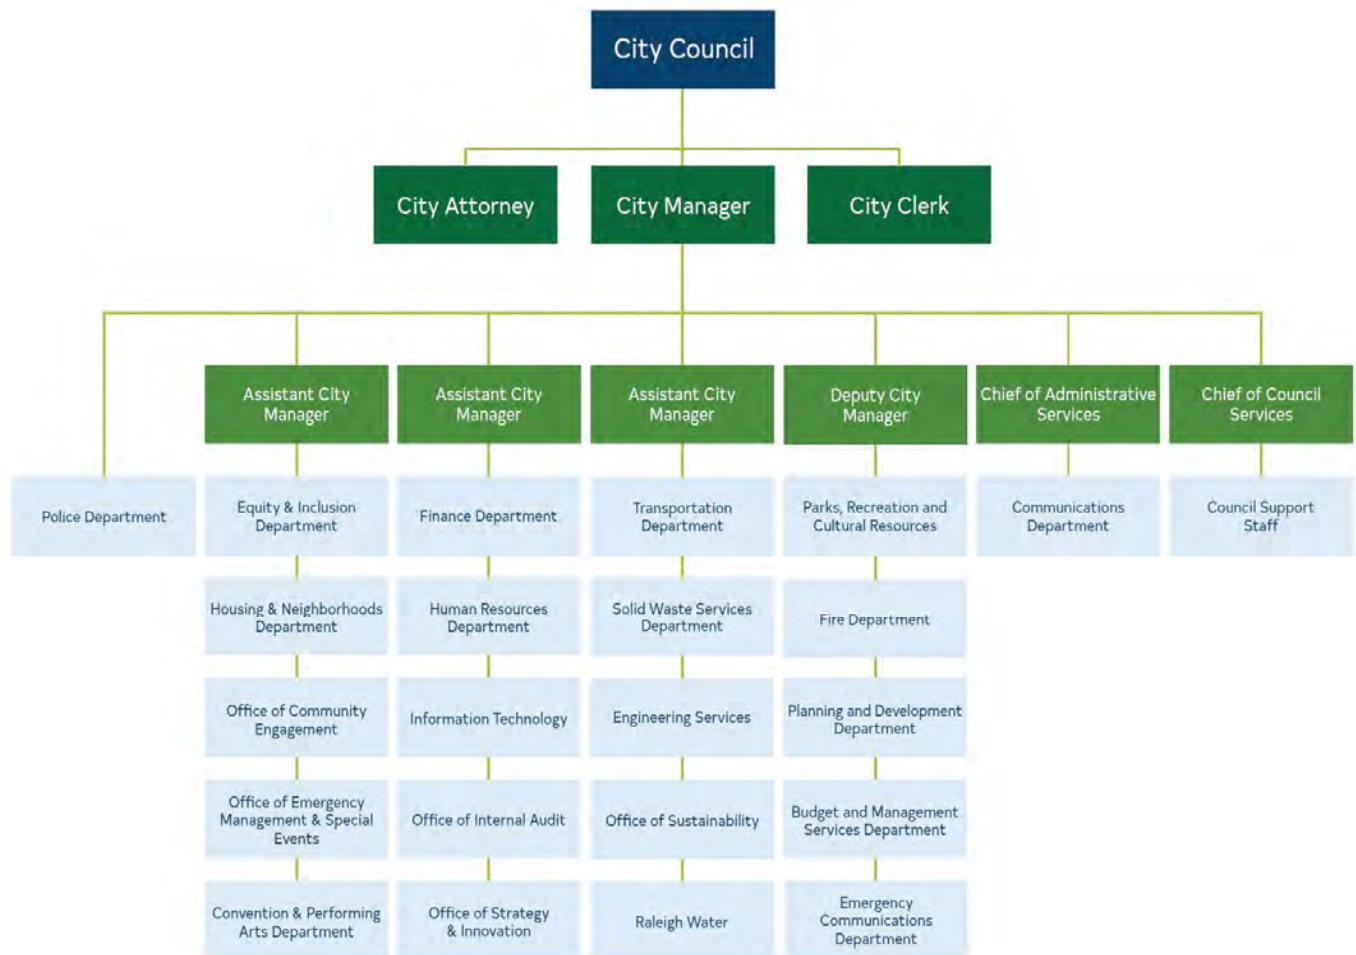 City Council
City Attorney
City Manager
City Clerk
Assistant City
Manager
Assistant City
Manager
Assistant City
Manager
Deputy City
Manager
Chief of Administrative
Services
Chief of Council
Services
Police Department
Equity & Inclusion
Department
Finance Department
Transportation
Department
Parks, Recreation and
Cultural Resources
Communications
Department
Council Support
Staff
Housing & Neighborhoods
Department
Human Resources
Department
Solid Waste Services
Department
Fire Department
Office of Community
Engagement
Information Technology
Engineering Services
Planning and Development
Department
Office of Emergency
Management & Special
Events
Office of Internal Audit
Office of Sustainability
Budget and Management
Services Department
Convention & Performing
Arts Department
Office of Strategy
& Innovation
Raleigh Water
Emergency
Communications
Department